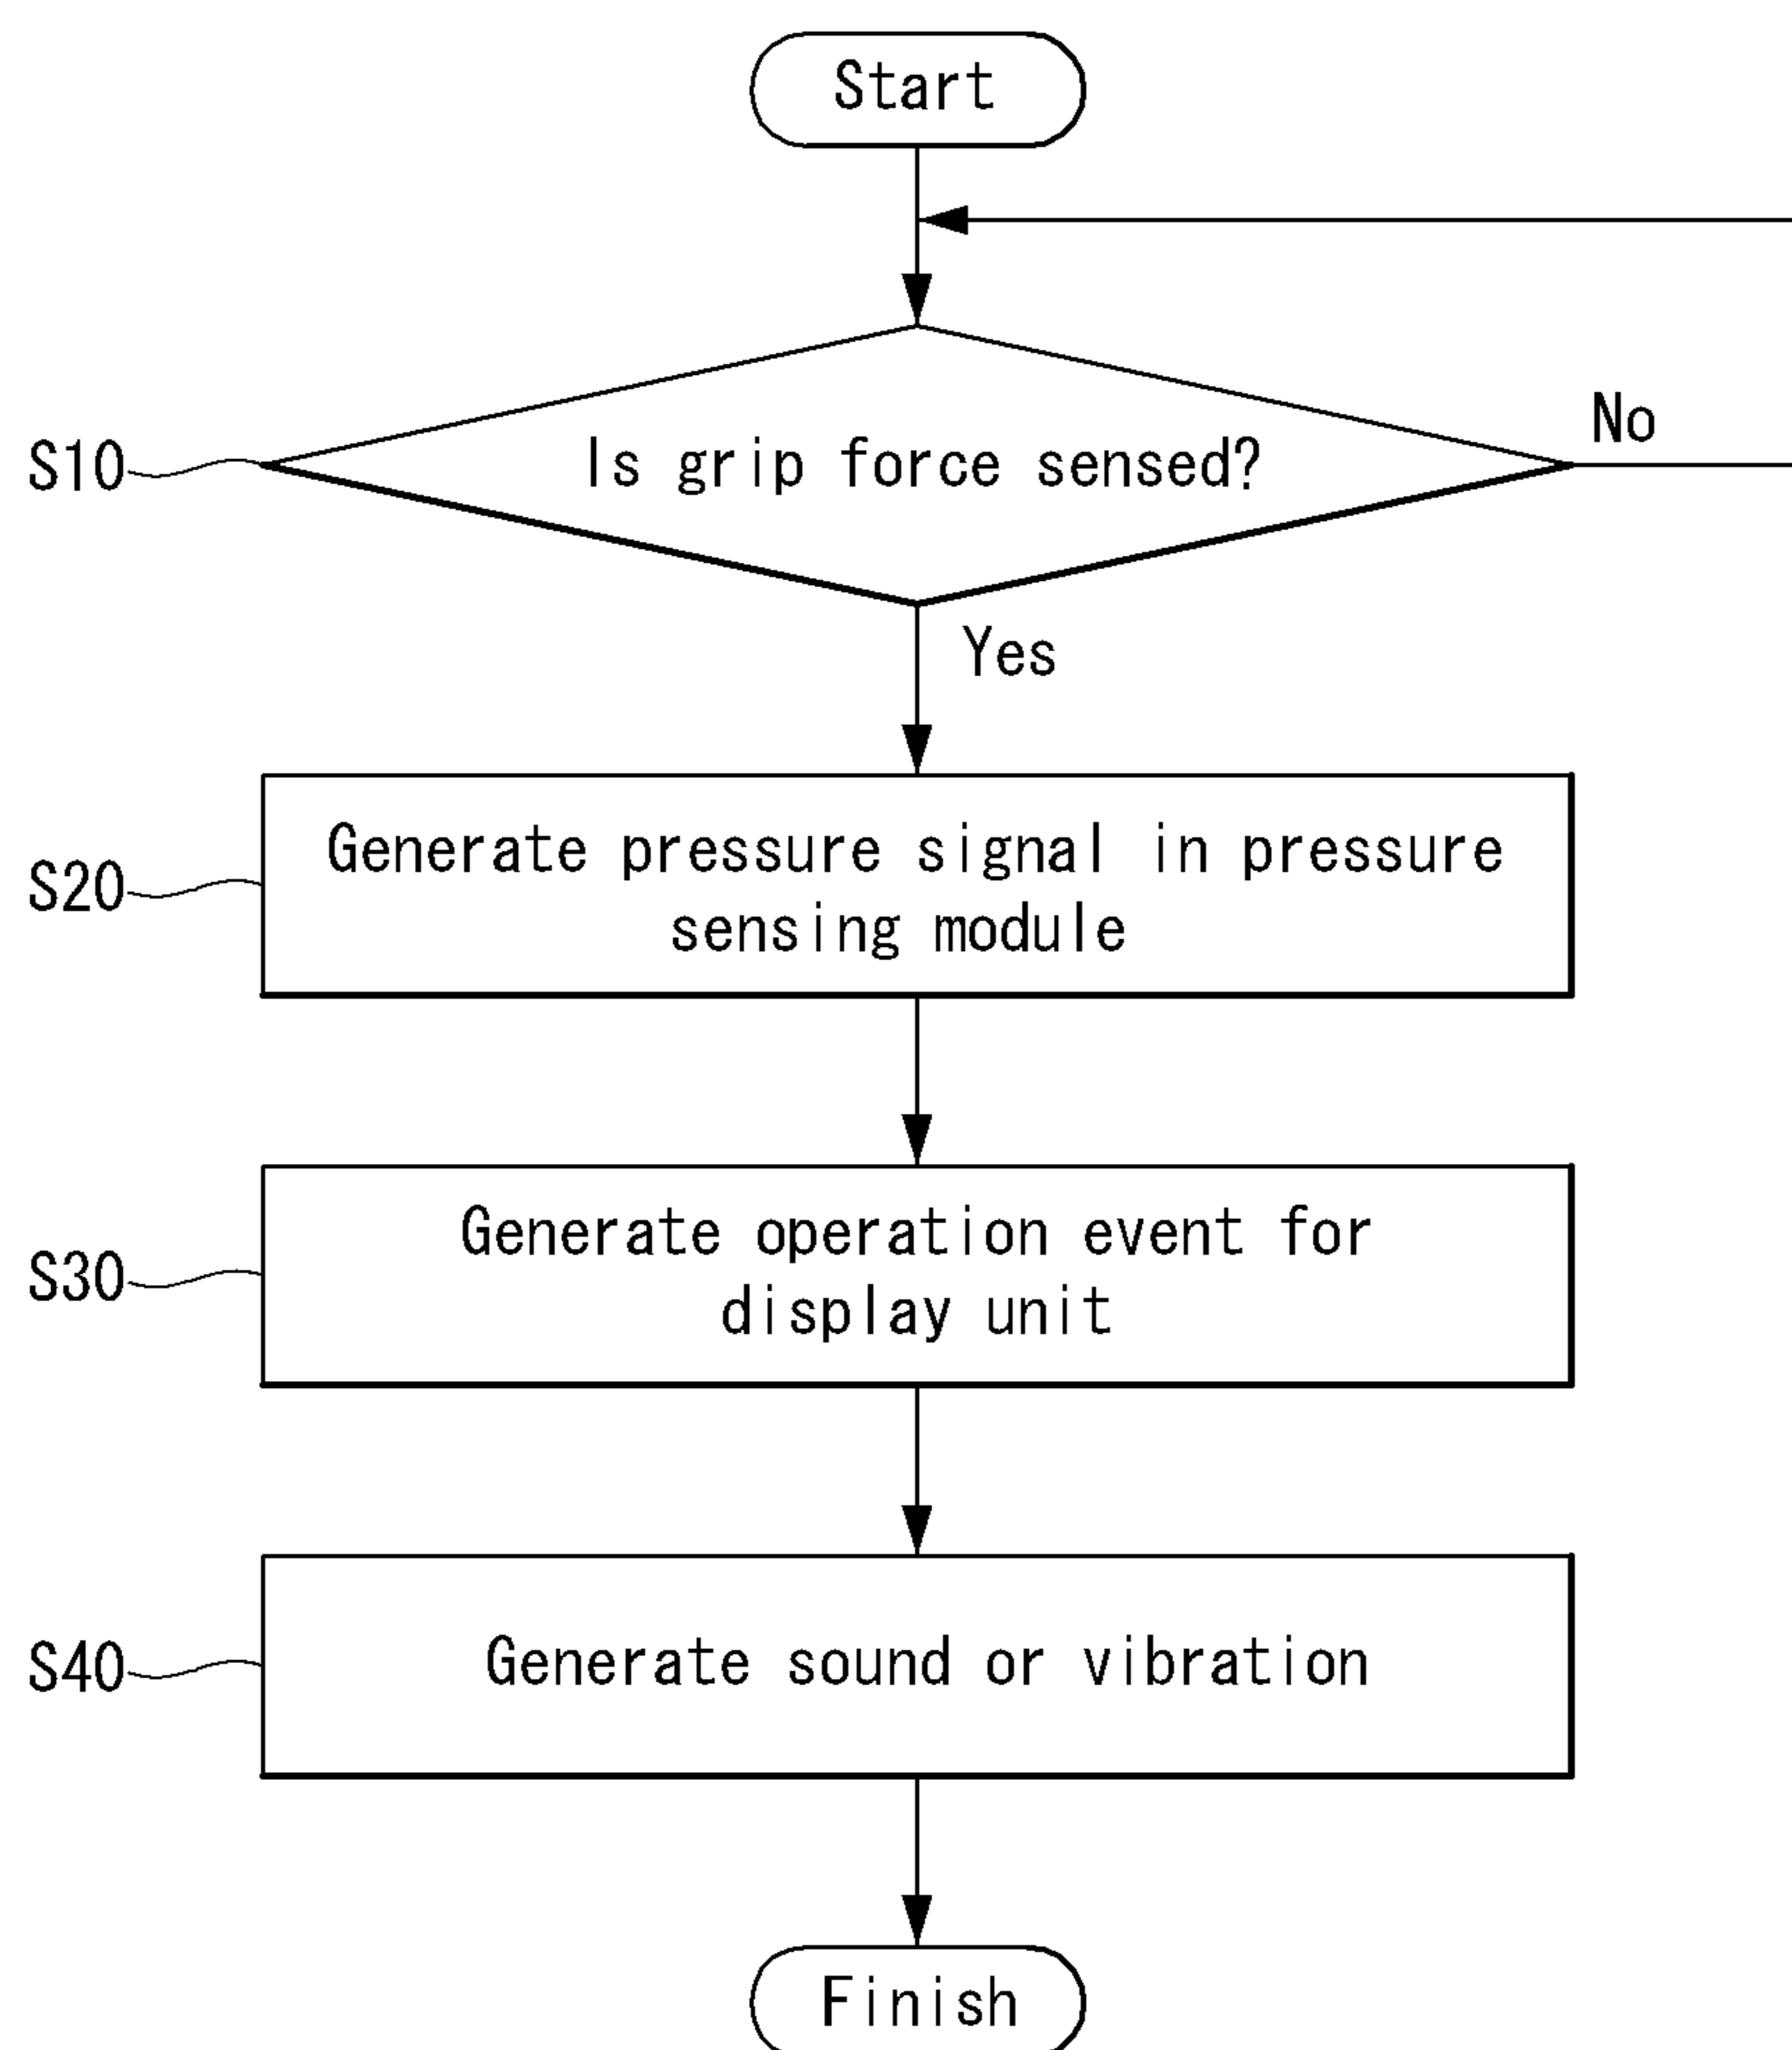 Start
S10
Is grip force sensed?
No
Yes
S20
Generate pressure signal in pressure
sensing module
S30
Generate operation event for
display unit
S40
Generate sound or vibration
Finish